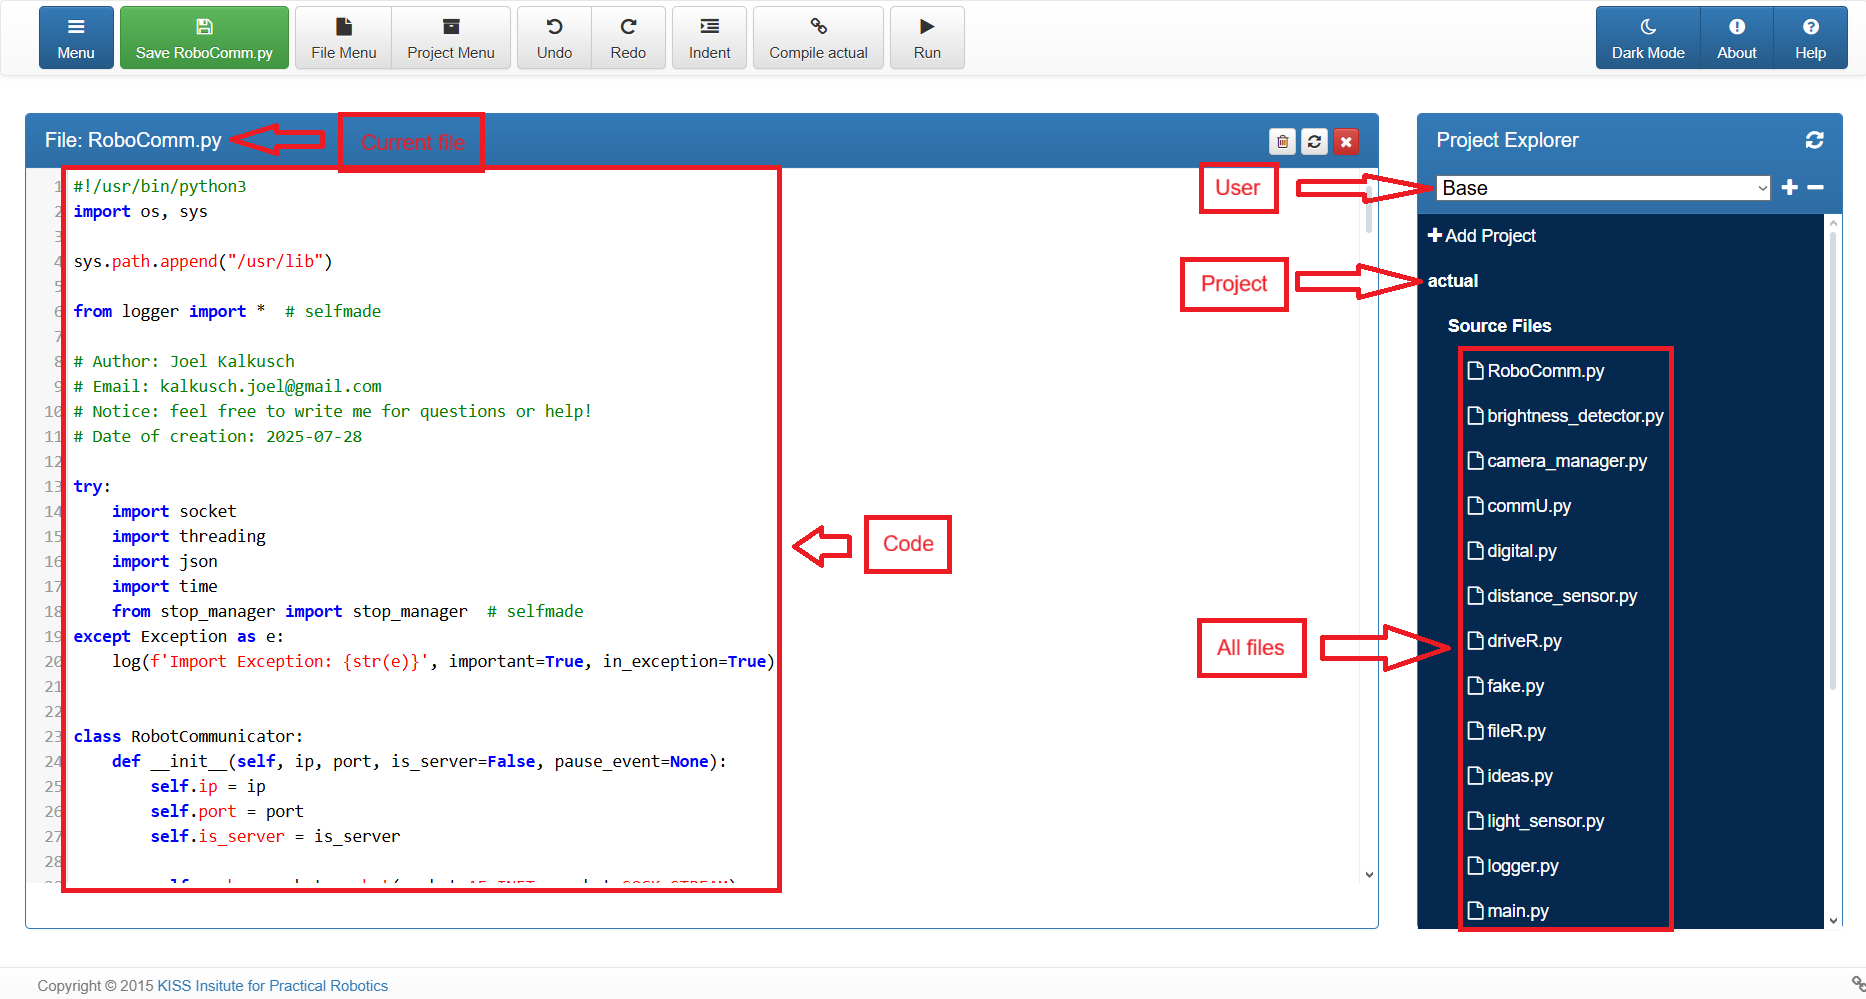 Menu
Save RoboComm.py
File Menu
Project Menu
Undo
Redo
Indent
Compile actual
Run
Dark Mode
About
Help
File: RoboComm.py
Current file
1 #!/usr/bin/python3
2 import os, sys
3
4 sys.path.append("/usr/lib")
5
6 from logger import *  # selfmade
7
8 # Author: Joel Kalkusch
9 # Email: kalkusch.joel@gmail.com
10 # Notice: feel free to write me for questions or help!
11 # Date of creation: 2025-07-28
12
13 try:
14     import socket
15     import threading
16     import json
17     import time
18     from stop_manager import stop_manager  # selfmade
19 except Exception as e:
20     log(f'Import Exception: {str(e)}', important=True, in_exception=True)
21
22
23 class RobotCommunicator:
24     def __init__(self, ip, port, is_server=False, pause_event=None):
25         self.ip = ip
26         self.port = port
27         self.is_server = is_server
28
Code
User
Project
All files
Project Explorer
Base
Add Project
actual
Source Files
RoboComm.py
brightness_detector.py
camera_manager.py
commU.py
digital.py
distance_sensor.py
driveR.py
fake.py
fileR.py
ideas.py
light_sensor.py
logger.py
main.py
Copyright © 2015 KISS Insitute for Practical Robotics